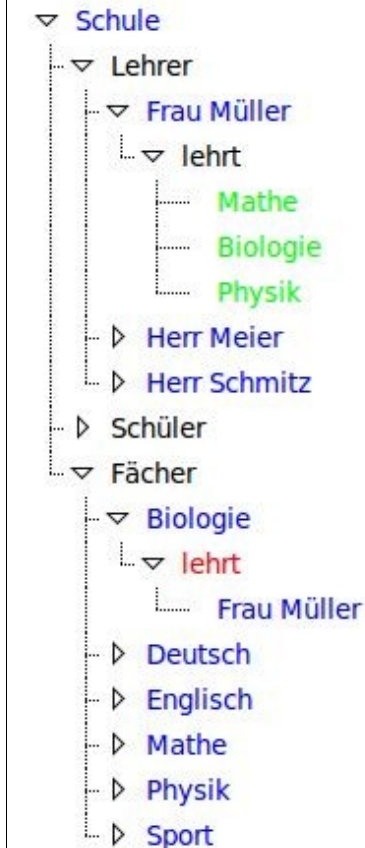 Schule
Lehrer
Frau Müller
lehrt
Mathe
Biologie
Physik
Herr Meier
Herr Schmitz
Schüler
Fächer
Biologie
lehrt
Frau Müller
Deutsch
Englisch
Mathe
Physik
Sport